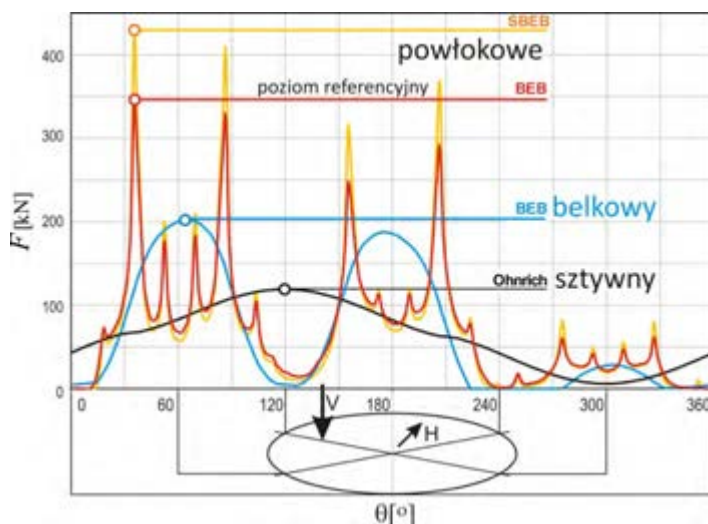 SBEB
powłokowe
400
poziom referencyjny BEB
300
F [kN]
200
BEB belkowy
Ohnrich sztywny
100
0
V
0 60 120 180 240 300 360
H
θ[º]